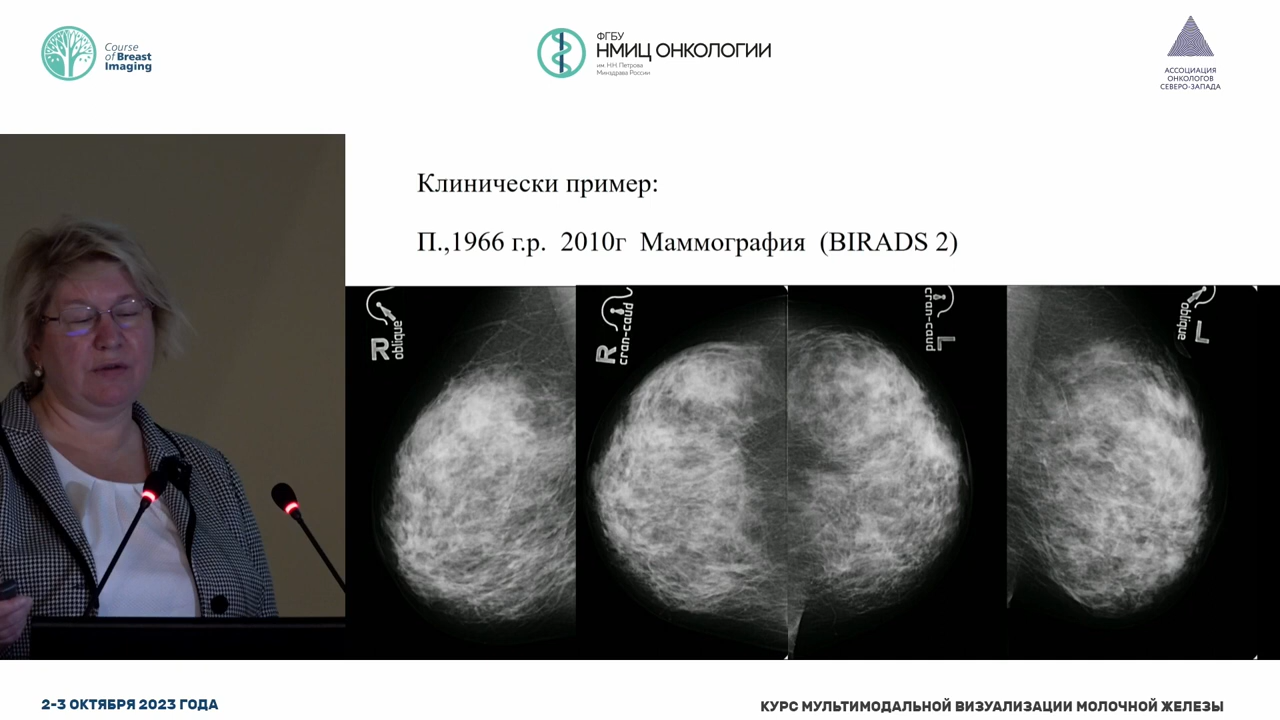 Course
of Breast
Imaging
ФГБУ
НМИЦ ОНКОЛОГИИ
им. Н.Н. Петрова
Минздрава России
АССОЦИАЦИЯ
ОНКОЛОГОВ
СЕВЕРО-ЗАПАДА
Клинически пример:
П.,1966 г.р. 2010г Маммография (BIRADS 2)
R
oblique
R
cran-caud
cran-caud
L
oblique
L
2-3 ОКТЯБРЯ 2023 ГОДА
КУРС МУЛЬТИМОДАЛЬНОЙ ВИЗУАЛИЗАЦИИ МОЛОЧНОЙ ЖЕЛЕЗЫ